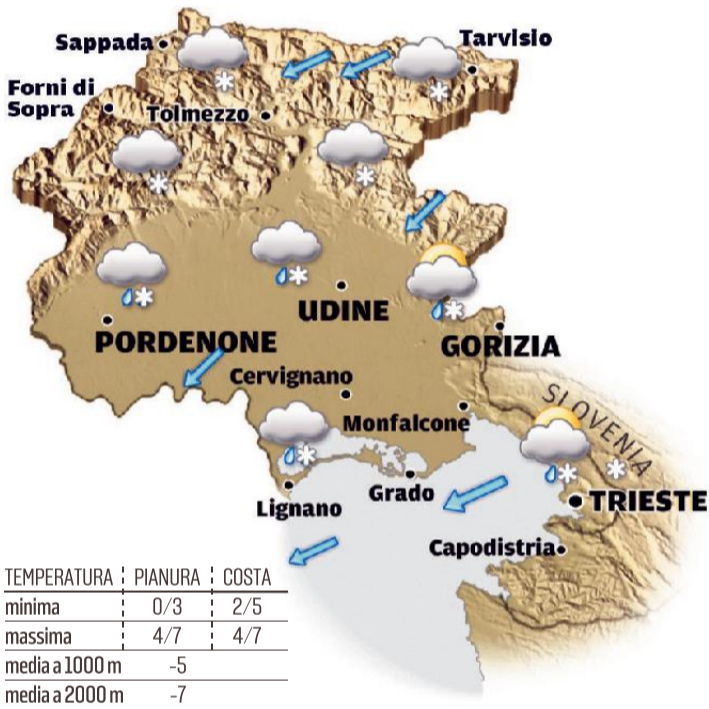 Sappada
Tarvisio
Forni di
Sopra
Tolmezzo
UDINE
PORDENONE
GORIZIA
Cervignano
SLOVENIA
Monfalcone
Grado
Lignano
TRIESTE
Capodistria
TEMPERATURA PIANURA COSTA
minima 0/3 2/5
massima 4/7 4/7
media a 1000 m -5
media a 2000 m -7